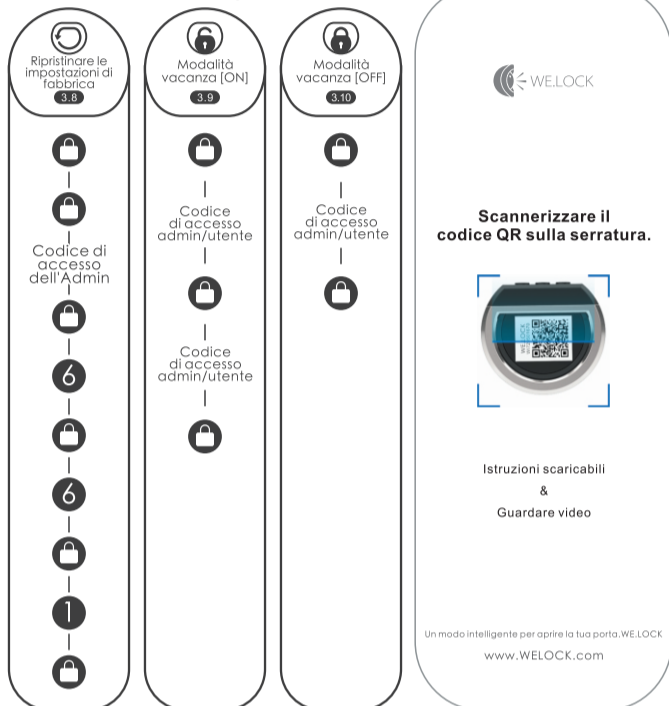 Ripristinare le
impostazioni di
fabbrica
3.8
Codice di
accesso
dell'Admin
6
6
1
Modalità
vacanza [ON]
3.9
Codice
di accesso
admin/utente
Codice
di accesso
admin/utente
Modalità
vacanza [OFF]
3.10
Codice
di accesso
admin/utente
WE.LOCK
Scannerizzare il
codice QR sulla serratura.
Istruzioni scaricabili
&
Guardare video
Un modo intelligente per aprire la tua porta.WE.LOCK
www.WELOCK.com